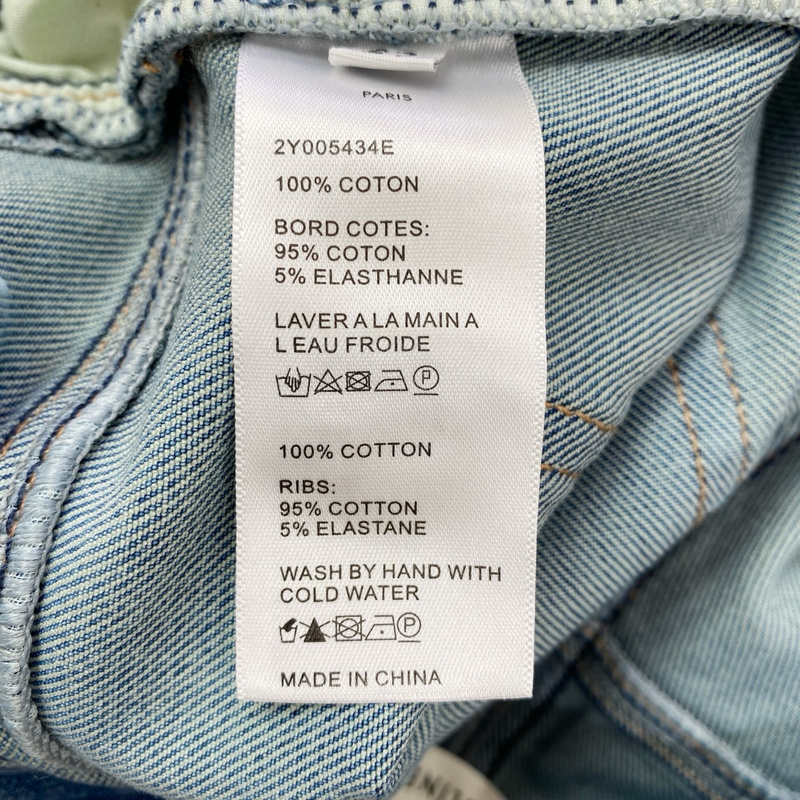 PARIS
2Y005434E
100% COTON
BORD COTES:
95% COTON
5% ELASTHANNE
LAVER A LA MAIN A
L EAU FROIDE
P
100% COTTON
RIBS:
95% COTTON
5% ELASTANE
WASH BY HAND WITH
COLD WATER
P
MADE IN CHINA